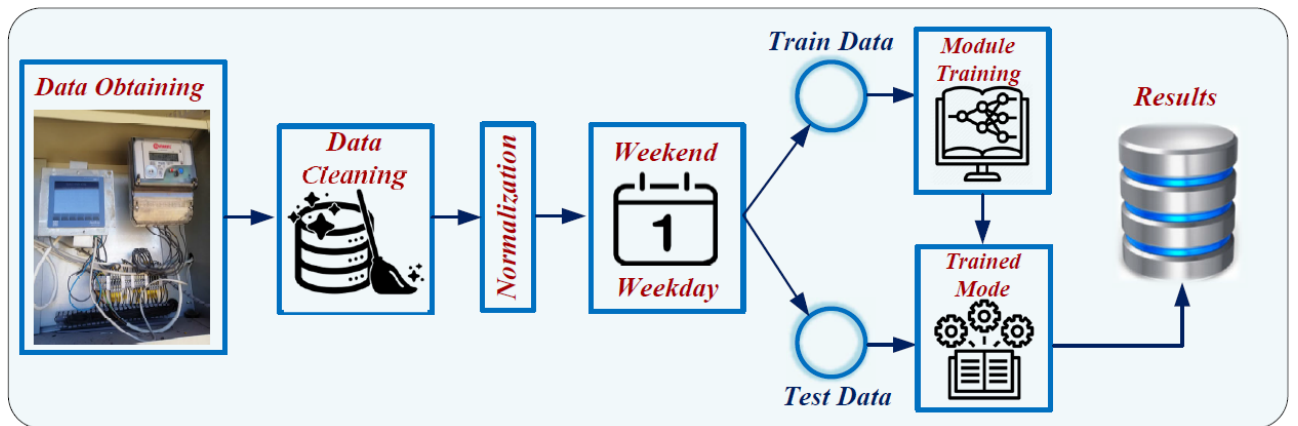 Data Obtaining
Data
Cleaning
Normalization
Weekend
1
Weekday
Train Data
Test Data
Module
Training
Trained
Mode
Results